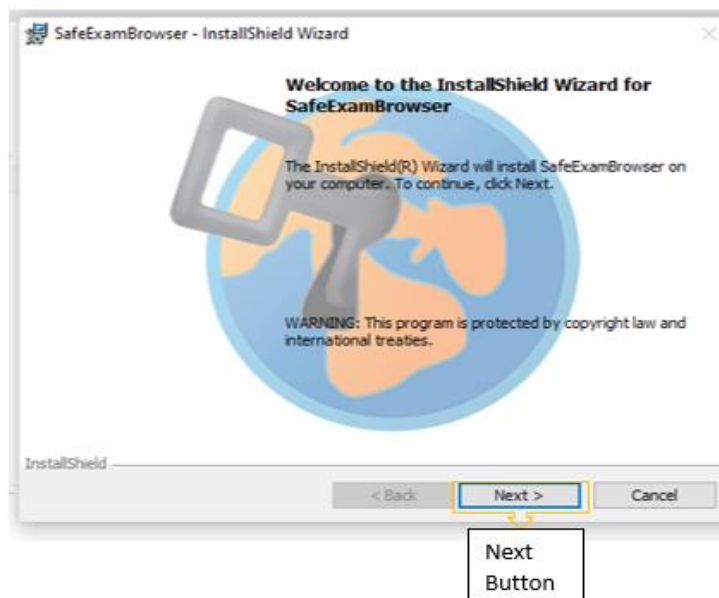 SafeExamBrowser - InstallShield Wizard
Welcome to the InstallShield Wizard for
SafeExamBrowser
The InstallShield(R) Wizard will install SafeExamBrowser on
your computer. To continue, click Next.
WARNING: This program is protected by copyright law and
international treaties.
InstallShield
< Back
Next >
Cancel
Next
Button